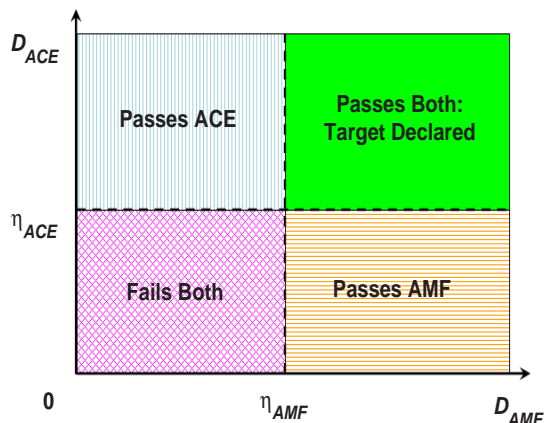 D_ACE
Passes ACE
Passes Both:
Target Declared
η_ACE
Fails Both
Passes AMF
0
η_AMF
D_AMF